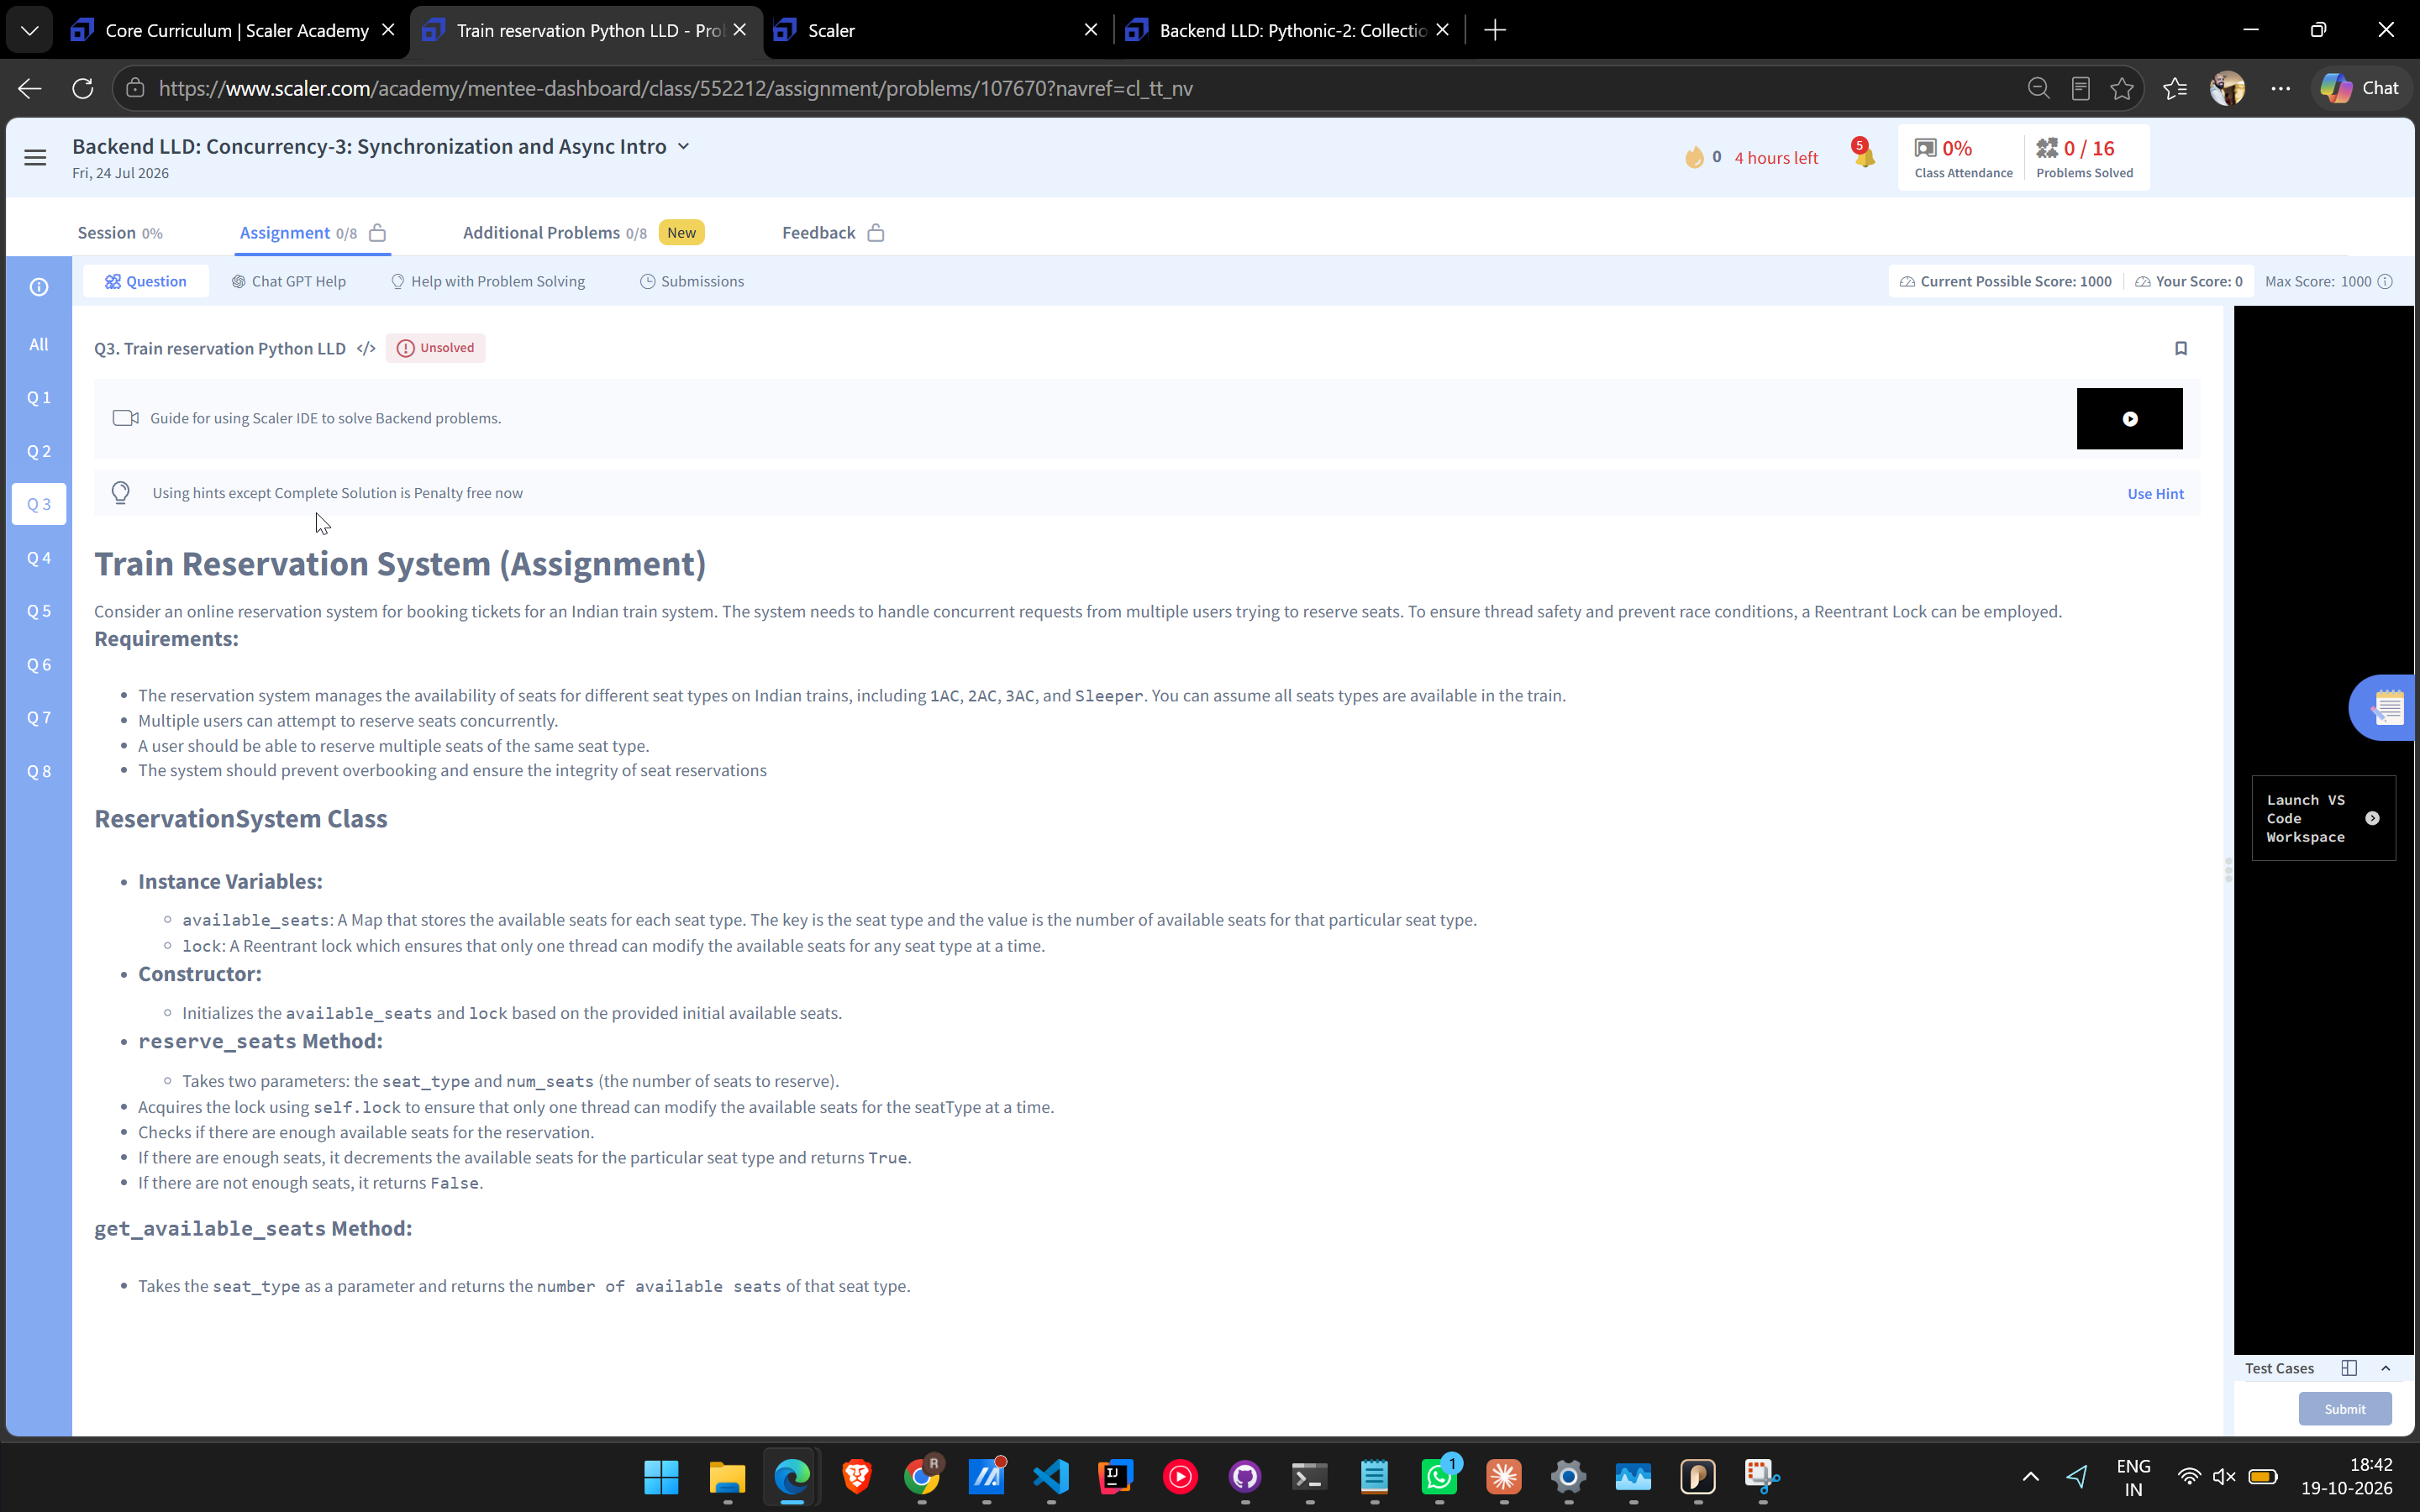 Core Curriculum | Scaler Academy
Train reservation Python LLD - Pro
Scaler
Backend LLD: Pythonic-2: Collectio
https://www.scaler.com/academy/mentee-dashboard/class/552212/assignment/problems/107670?navref=cl_tt_nv
Chat
Backend LLD: Concurrency-3: Synchronization and Async Intro
Fri, 24 Jul 2026
0 4 hours left
5
0%
Class Attendance
0 / 16
Problems Solved
Session 0%
Assignment 0/8
Additional Problems 0/8 New
Feedback
Question
Chat GPT Help
Help with Problem Solving
Submissions
Current Possible Score: 1000
Your Score: 0
Max Score: 1000
All
Q 1
Q 2
Q 3
Q 4
Q 5
Q 6
Q 7
Q 8
Q3. Train reservation Python LLD </> Unsolved
Guide for using Scaler IDE to solve Backend problems.
Using hints except Complete Solution is Penalty free now
Use Hint
Train Reservation System (Assignment)
Consider an online reservation system for booking tickets for an Indian train system. The system needs to handle concurrent requests from multiple users trying to reserve seats. To ensure thread safety and prevent race conditions, a Reentrant Lock can be employed.
Requirements:
• The reservation system manages the availability of seats for different seat types on Indian trains, including 1AC, 2AC, 3AC, and Sleeper. You can assume all seats types are available in the train.
• Multiple users can attempt to reserve seats concurrently.
• A user should be able to reserve multiple seats of the same seat type.
• The system should prevent overbooking and ensure the integrity of seat reservations
ReservationSystem Class
• Instance Variables:
◦ available_seats: A Map that stores the available seats for each seat type. The key is the seat type and the value is the number of available seats for that particular seat type.
◦ lock: A Reentrant lock which ensures that only one thread can modify the available seats for any seat type at a time.
• Constructor:
◦ Initializes the available_seats and lock based on the provided initial available seats.
• reserve_seats Method:
◦ Takes two parameters: the seat_type and num_seats (the number of seats to reserve).
• Acquires the lock using self.lock to ensure that only one thread can modify the available seats for the seatType at a time.
• Checks if there are enough available seats for the reservation.
• If there are enough seats, it decrements the available seats for the particular seat type and returns True.
• If there are not enough seats, it returns False.
get_available_seats Method:
• Takes the seat_type as a parameter and returns the number of available seats of that seat type.
Launch VS
Code
Workspace
Test Cases
Submit
R
IJ
1
ENG
IN
18:42
19-10-2026